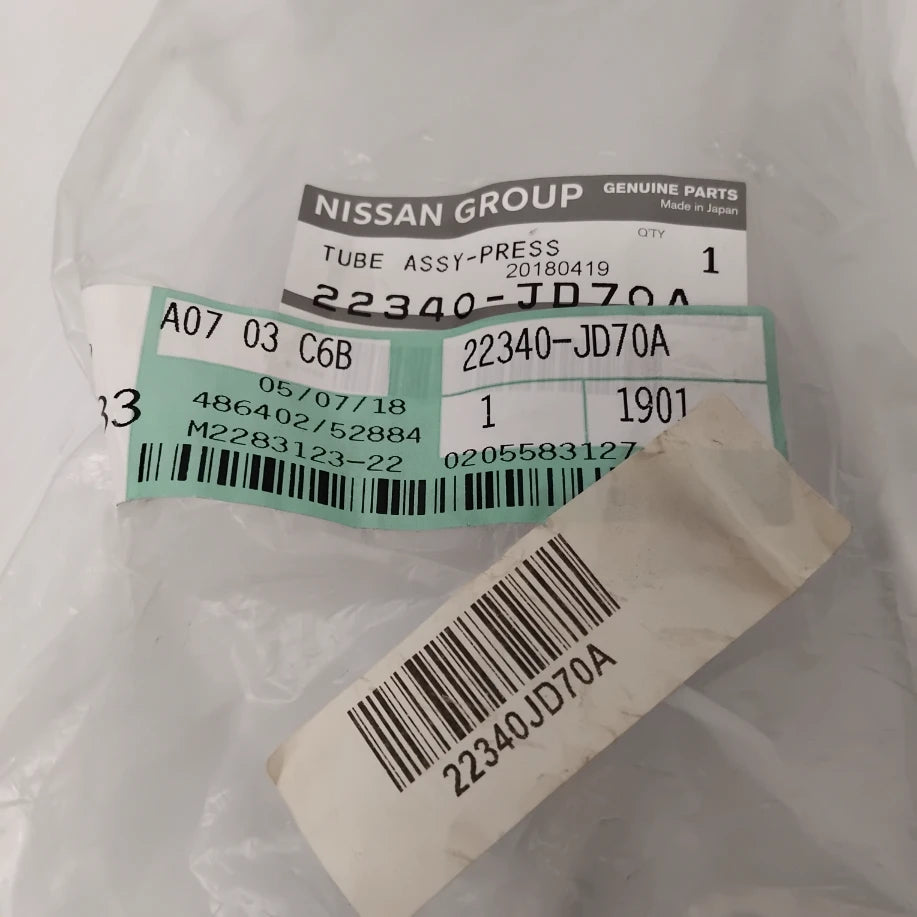 NISSAN GROUP
GENUINE PARTS
Made in Japan
TUBE ASSY-PRESS
QTY
1
20180419
22340-JD70A
A07 03 C6B
22340-JD70A
05/07/18
33
486402/52884
1
1901
M2283123-22
0205583127
22340JD70A